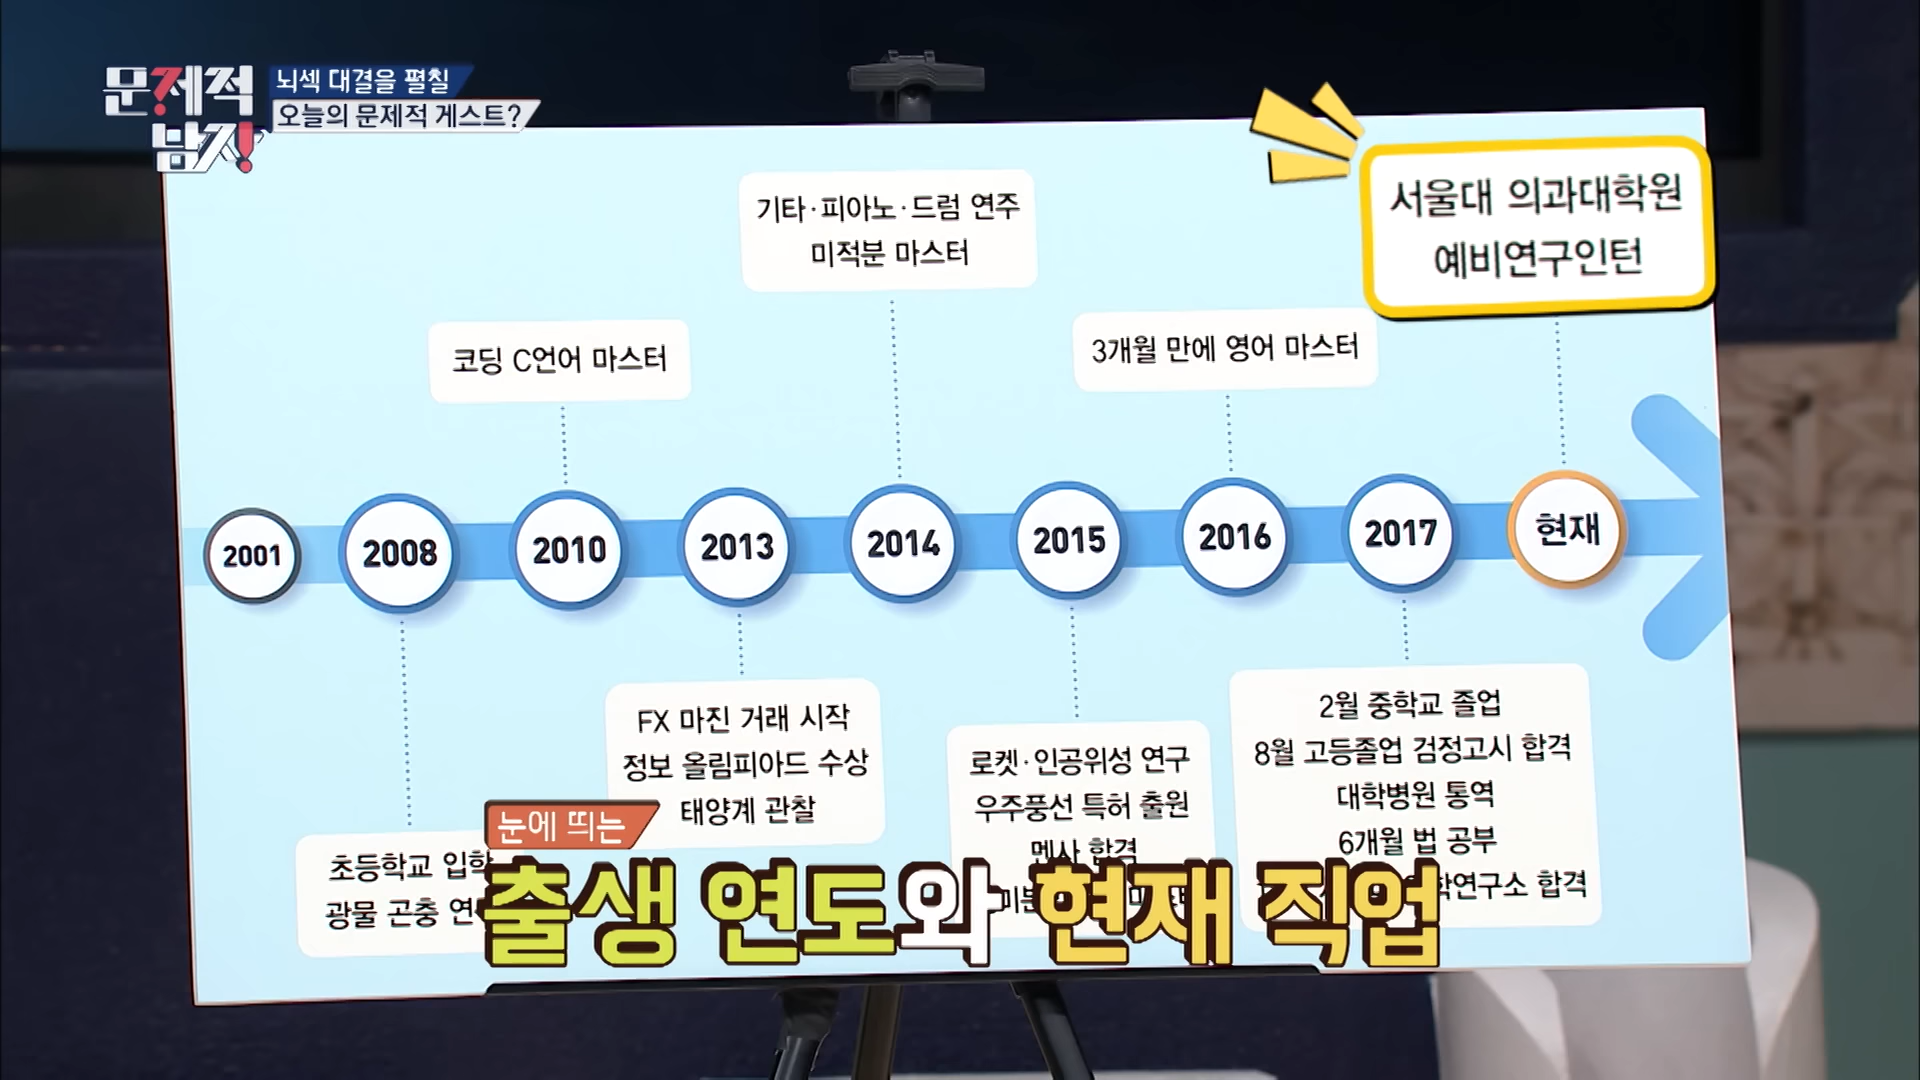 문제적
남자
뇌섹 대결을 펼칠
오늘의 문제적 게스트?
기타·피아노·드럼 연주
미적분 마스터
서울대 의과대학원
예비연구인턴
코딩 C언어 마스터
3개월 만에 영어 마스터
2001
2008
2010
2013
2014
2015
2016
2017
현재
초등학교 입학
광물 곤충
FX 마진 거래 시작
정보 올림피아드 수상
태양계 관찰
로켓·인공위성 연구
우주풍선 특허 출원
멘사 합격
2월 중학교 졸업
8월 고등졸업 검정고시 합격
대학병원 통역
6개월 법 공부
합격
눈에 띄는
출생 연도와 현재 직업